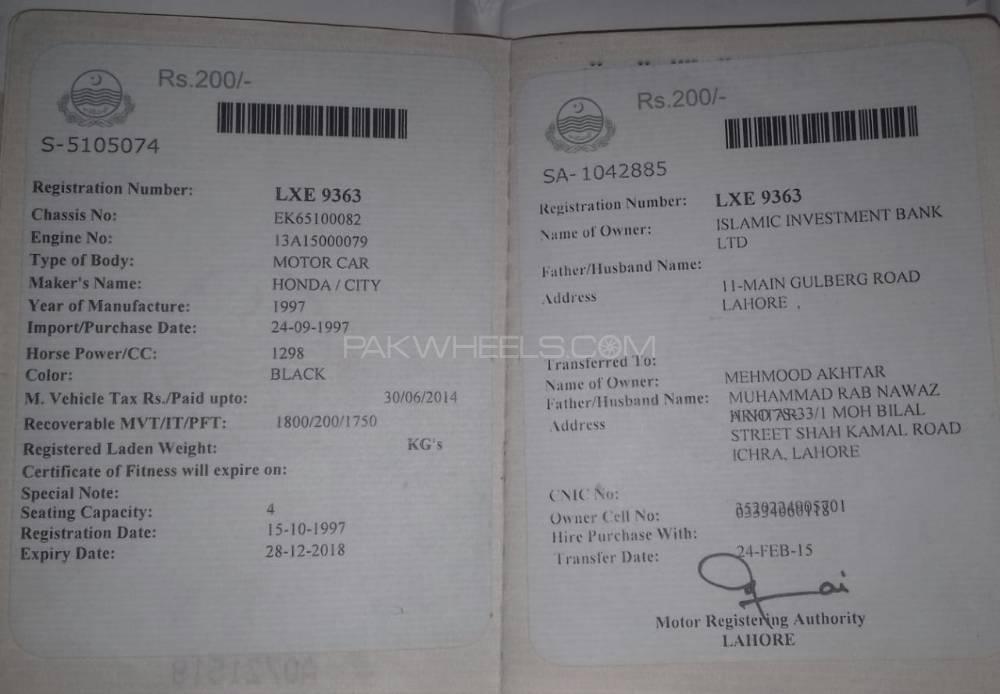 Rs.200/-
S-5105074
Registration Number: LXE 9363
Chassis No: EK65100082
Engine No: 13A15000079
Type of Body: MOTOR CAR
Maker's Name: HONDA / CITY
Year of Manufacture: 1997
Import/Purchase Date: 24-09-1997
Horse Power/CC: 1298
Color: BLACK
M. Vehicle Tax Rs./Paid upto: 30/06/2014
Recoverable MVT/IT/PFT: 1800/200/1750
Registered Laden Weight: KG's
Certificate of Fitness will expire on:
Special Note:
Seating Capacity: 4
Registration Date: 15-10-1997
Expiry Date: 28-12-2018
Rs.200/-
SA-1042885
Registration Number: LXE 9363
Name of Owner: ISLAMIC INVESTMENT BANK
LTD
Father/Husband Name:
Address 11-MAIN GULBERG ROAD
LAHORE ,
Transferred To:
Name of Owner: MEHMOOD AKHTAR
Father/Husband Name: MUHAMMAD RAB NAWAZ
Address MOH BILAL
STREET SHAH KAMAL ROAD
ICHRA, LAHORE
CNIC No:
Owner Cell No:
Hire Purchase With:
Transfer Date: 24-FEB-15
Motor Registering Authority
LAHORE
PAKWHEELS.COM